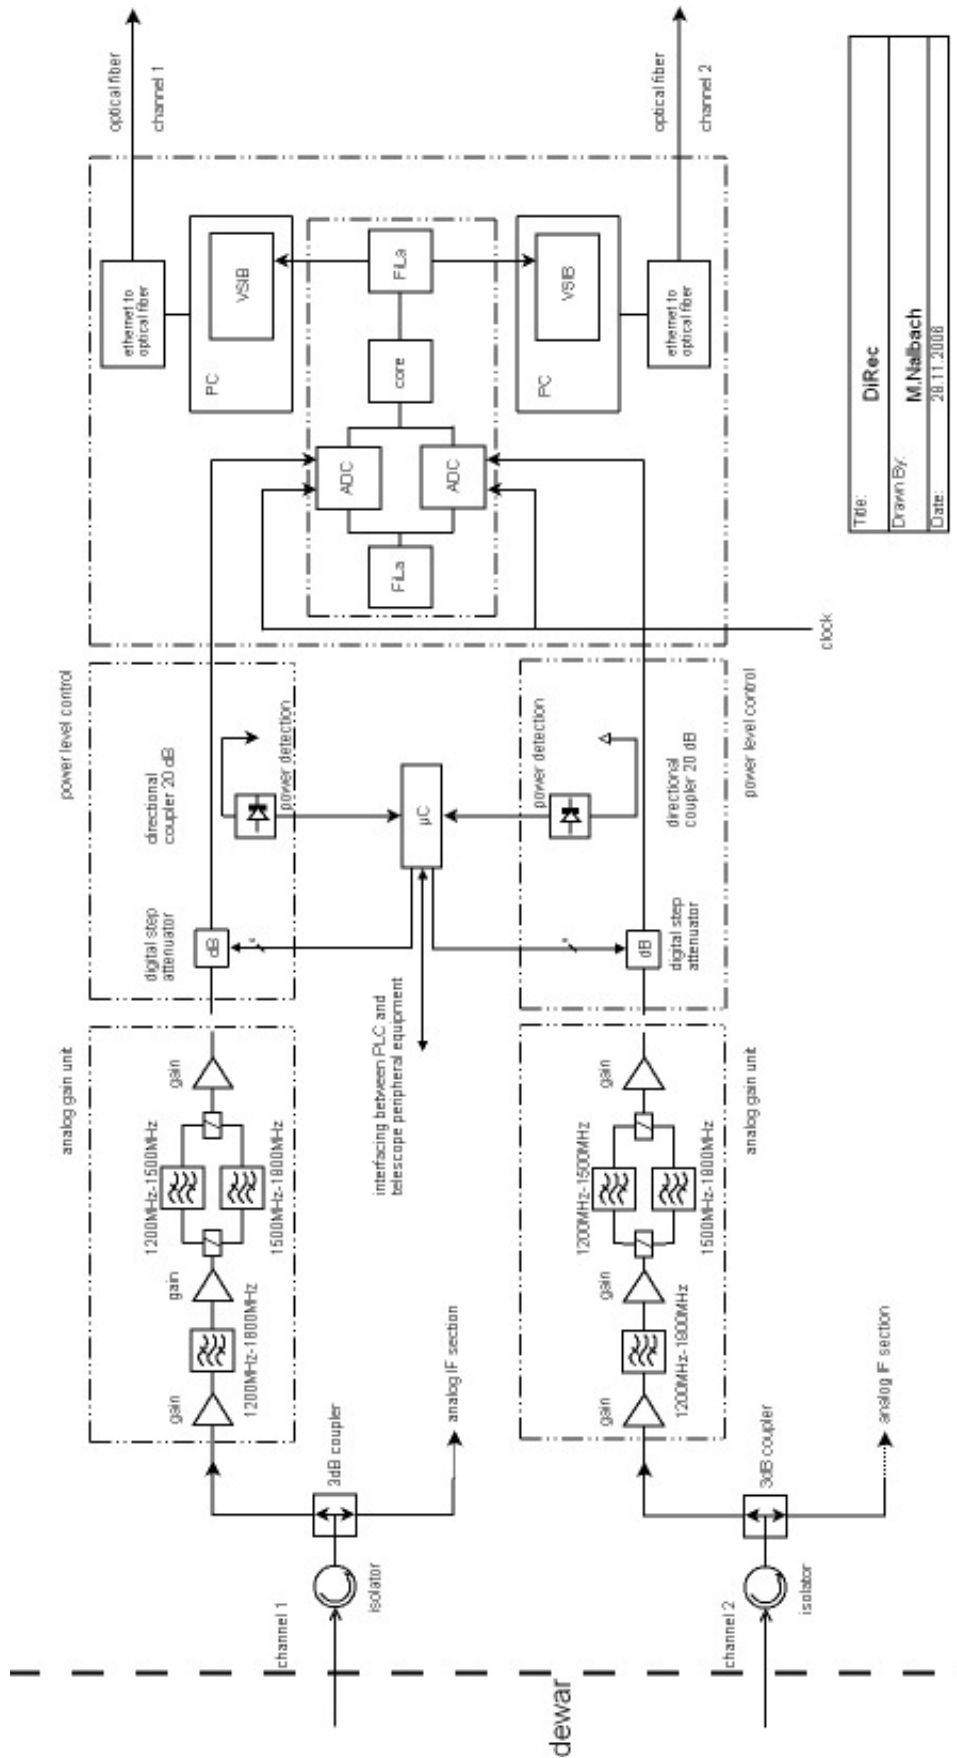 dewar
channel 1
isolator
3dB coupler
analog IF section
analog gain unit
gain
1200MHz-1800MHz
gain
1200MHz-1500MHz
1500MHz-1800MHz
gain
power level control
digital step
attenuator
dB
directional
coupler 20 dB
power detection
interfacing between PLC and
telescope peripheral equipment
µC
channel 2
isolator
3dB coupler
analog IF section
analog gain unit
gain
1200MHz-1800MHz
gain
1200MHz-1500MHz
1500MHz-1800MHz
gain
power level control
digital step
attenuator
dB
directional
coupler 20 dB
power detection
clock
FiLa
ADC
ADC
core
FiLa
PC
VSIB
ethernet to
optical fiber
optical fiber
channel 1
PC
VSIB
ethernet to
optical fiber
optical fiber
channel 2
Title: DiRec
Drawn By: M.Nalbach
Date: 28.11.2006